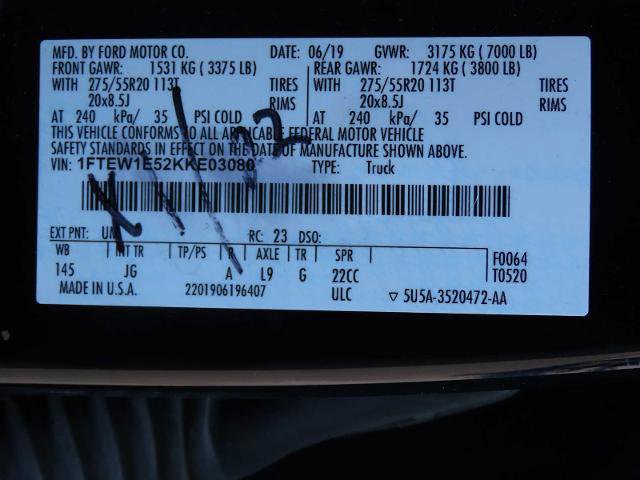 MFD. BY FORD MOTOR CO. DATE: 06/19 GVWR: 3175 KG ( 7000 LB)
FRONT GAWR: 1531 KG ( 3375 LB) REAR GAWR: 1724 KG ( 3800 LB)
WITH 275/55R20 113T TIRES WITH 275/55R20 113T TIRES
20x8.5J RIMS 20x8.5J RIMS
AT 240 kPa/ 35 PSI COLD AT 240 kPa/ 35 PSI COLD
THIS VEHICLE CONFORMS TO ALL APPLICABLE FEDERAL MOTOR VEHICLE
SAFETY STANDARDS IN EFFECT ON THE DATE OF MANUFACTURE SHOWN ABOVE.
VIN: 1FTEW1E52KKE03080 TYPE: Truck
EXT PNT: UM RC: 23 DSO:
WB INT TR TP/PS R AXLE TR SPR F0064
145 JG A L9 G 22CC T0520
MADE IN U.S.A. 2201906196407 ULC ▽ 5U5A-3520472-AA